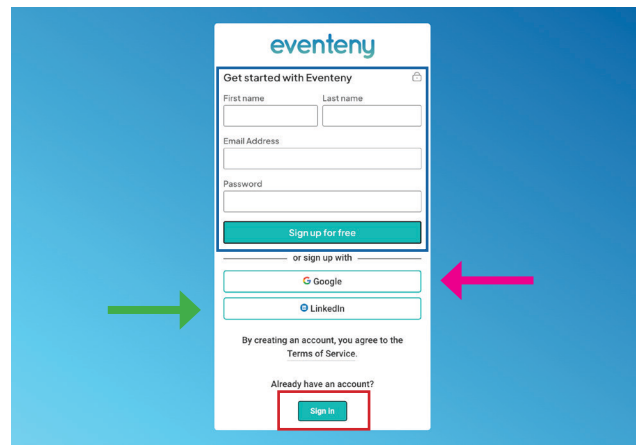 eventeny
Get started with Eventeny
First name Last name
Email Address
Password
Sign up for free
or sign up with
Google
LinkedIn
By creating an account, you agree to the
Terms of Service.
Already have an account?
Sign in